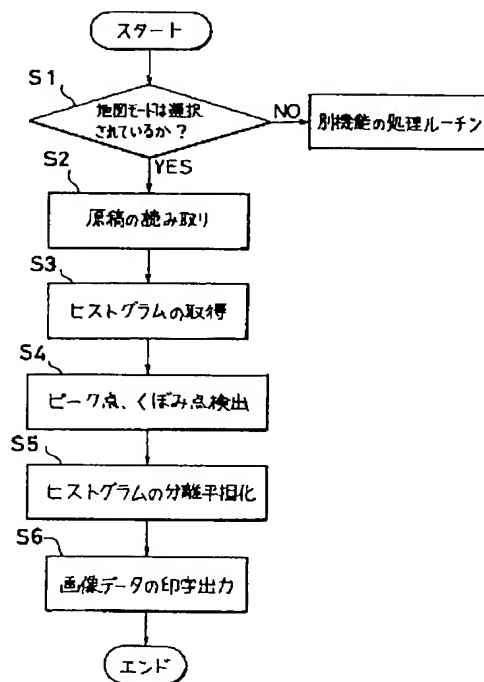 スタート
S1
地図モードは選択
されているか？
NO
別機能の処理ルーチン
YES
S2
原稿の読み取り
S3
ヒストグラムの取得
S4
ピーク点、くぼみ点検出
S5
ヒストグラムの分離平坦化
S6
画像データの印字出力
エンド